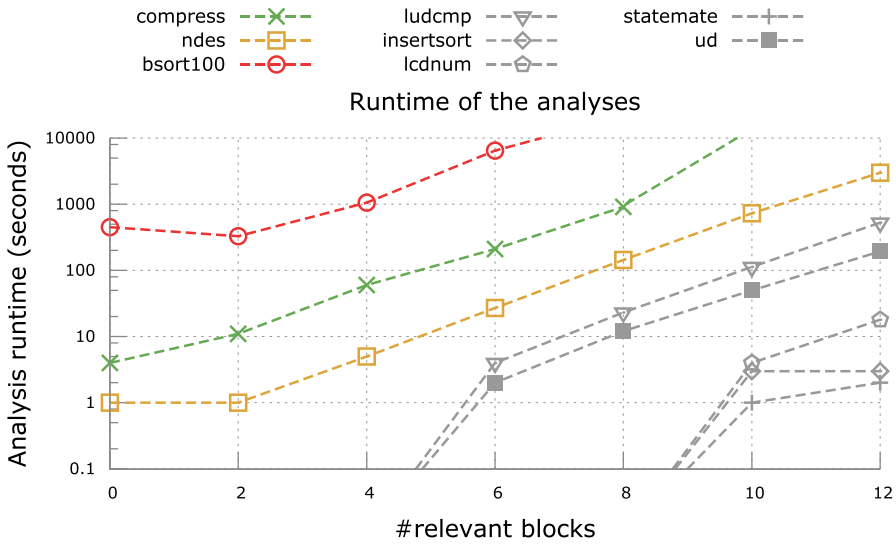 compress ludcmp statemate
ndes insertsort ud
bsort100 lcdnum
Runtime of the analyses
Analysis runtime (seconds)
10000
1000
100
10
1
0.1
0 2 4 6 8 10 12
#relevant blocks